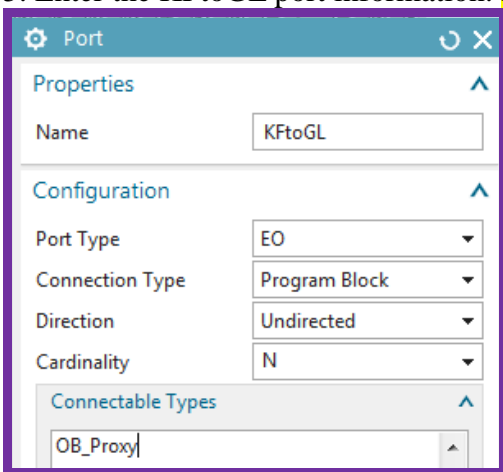 Port
Properties
Name KFtoGL
Configuration
Port Type EO
Connection Type Program Block
Direction Undirected
Cardinality N
Connectable Types
OB_Proxy